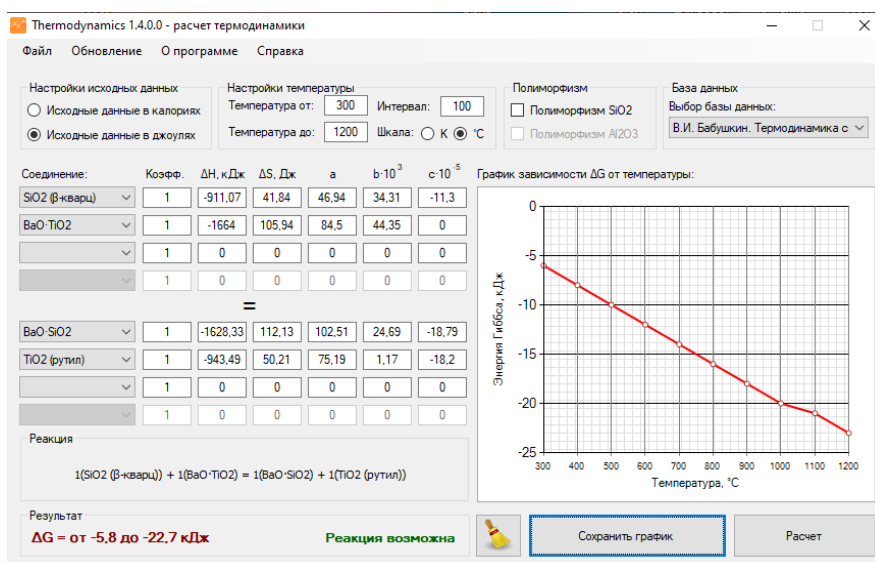 Thermodynamics 1.4.0.0 - расчет термодинамики
Файл Обновление О программе Справка
Настройки исходных данных
Исходные данные в калориях
Исходные данные в джоулях
Настройки температуры
Температура от: 300 Интервал: 100
Температура до: 1200 Шкала: K °C
Полиморфизм
Полиморфизм SiO2
Полиморфизм Al2O3
База данных
Выбор базы данных:
В.И. Бабушкин. Термодинамика с
Соединение: Коэфф. ΔH, кДж ΔS, Дж a b·10³ c·10⁻⁵
SiO2 (β-кварц) 1 -911,07 41,84 46,94 34,31 -11,3
BaO·TiO2 1 -1664 105,94 84,5 44,35 0
1 0 0 0 0 0
1 0 0 0 0 0
=
BaO·SiO2 1 -1628,33 112,13 102,51 24,69 -18,79
TiO2 (рутил) 1 -943,49 50,21 75,19 1,17 -18,2
1 0 0 0 0 0
1 0 0 0 0 0
Реакция
1(SiO2 (β-кварц)) + 1(BaO·TiO2) = 1(BaO·SiO2) + 1(TiO2 (рутил))
Результат
ΔG = от -5,8 до -22,7 кДж Реакция возможна
График зависимости ΔG от температуры:
Энергия Гиббса, кДж
0
-5
-10
-15
-20
-25
300 400 500 600 700 800 900 1000 1100 1200
Температура, °C
Сохранить график Расчет